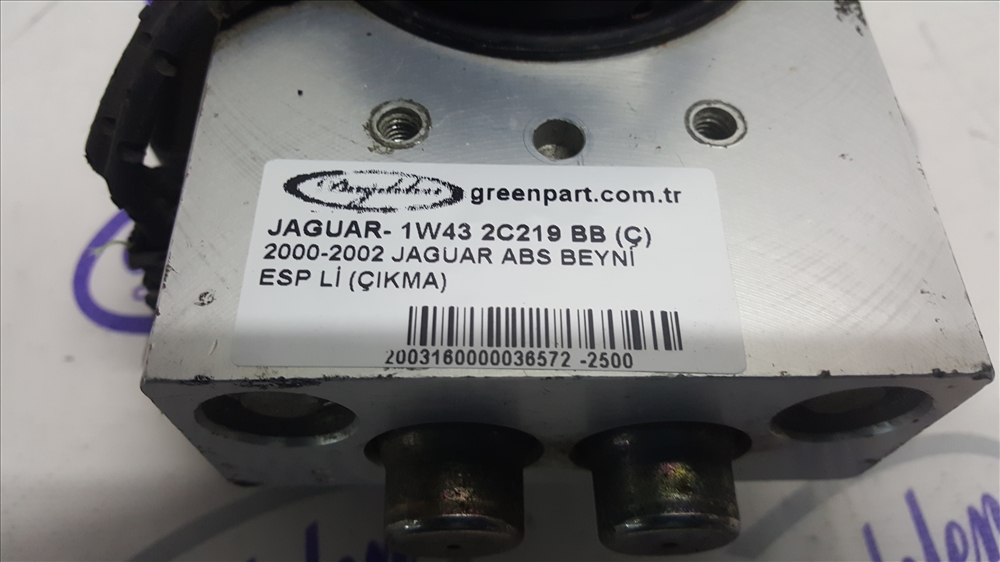 greenpart.com.tr
JAGUAR- 1W43 2C219 BB (Ç)
2000-2002 JAGUAR ABS BEYNİ
ESP Lİ (ÇIKMA)
2003160000036572 -2500